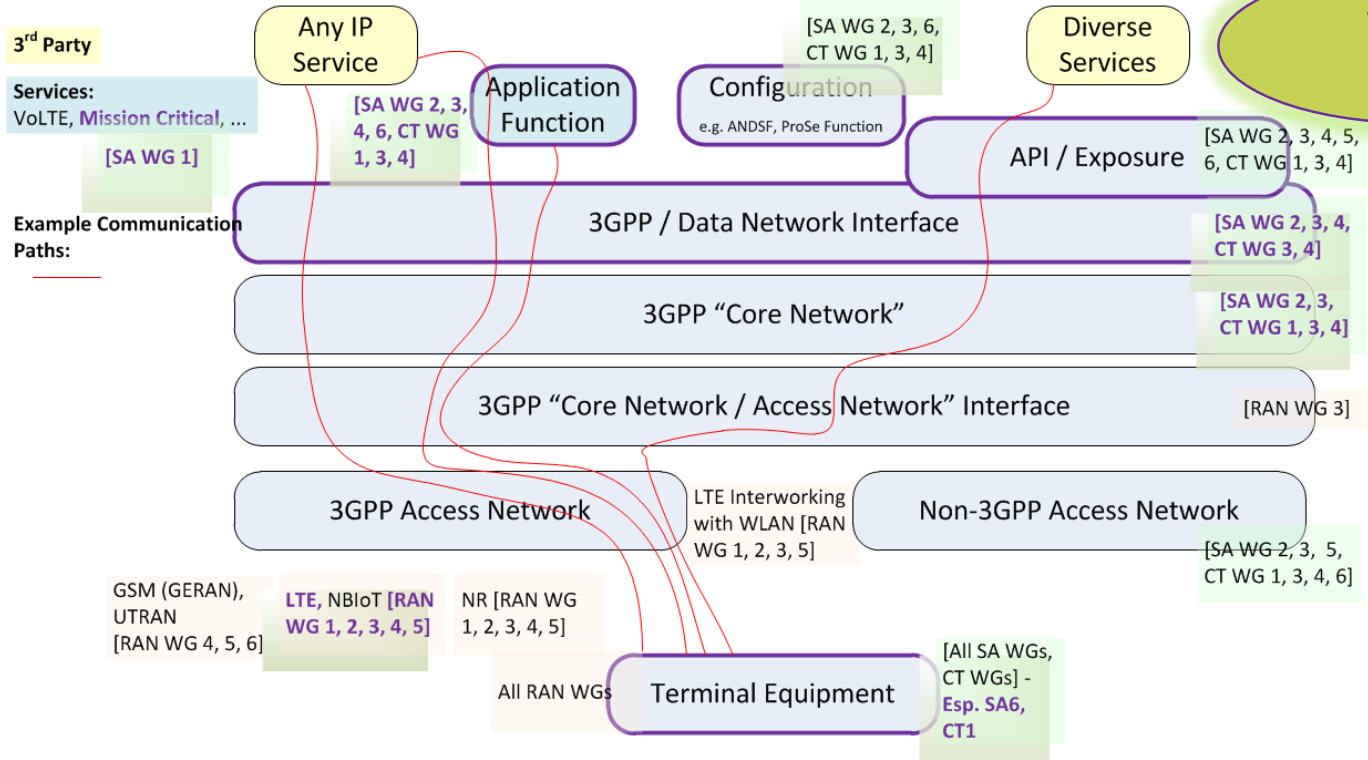 3rd Party
Any IP
Service
[SA WG 2, 3, 6,
CT WG 1, 3, 4]
Diverse
Services
Services:
VoLTE, Mission Critical, ...
[SA WG 1]
[SA WG 2, 3,
4, 6, CT WG
1, 3, 4]
Application
Function
Configuration
e.g. ANDSF, ProSe Function
API / Exposure
[SA WG 2, 3, 4, 5,
6, CT WG 1, 3, 4]
Example Communication
Paths:
3GPP / Data Network Interface
[SA WG 2, 3, 4,
CT WG 3, 4]
3GPP “Core Network”
[SA WG 2, 3,
CT WG 1, 3, 4]
3GPP “Core Network / Access Network” Interface
[RAN WG 3]
3GPP Access Network
LTE Interworking
with WLAN [RAN
WG 1, 2, 3, 5]
Non-3GPP Access Network
[SA WG 2, 3, 5,
CT WG 1, 3, 4, 6]
GSM (GERAN),
UTRAN
[RAN WG 4, 5, 6]
LTE, NBIoT [RAN
WG 1, 2, 3, 4, 5]
NR [RAN WG
1, 2, 3, 4, 5]
All RAN WGs
Terminal Equipment
[All SA WGs,
CT WGs] -
Esp. SA6,
CT1